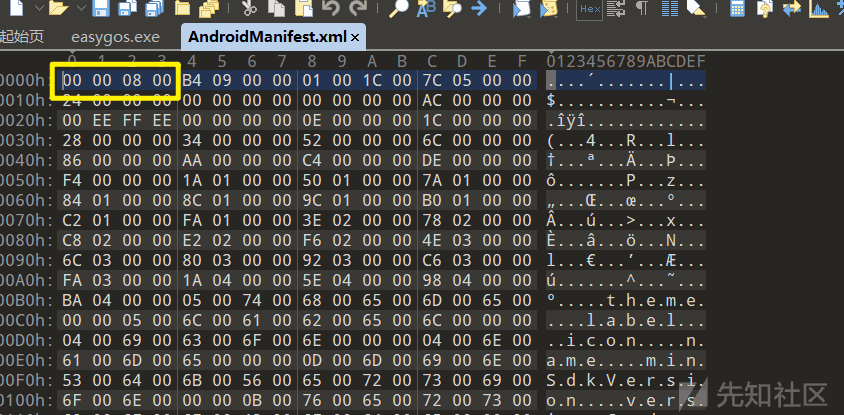 起始页 easygos.exe AndroidManifest.xml ×
0 1 2 3 4 5 6 7 8 9 A B C D E F 0123456789ABCDEF
0000h: 00 00 08 00 B4 09 00 00 01 00 1C 00 7C 05 00 00 ....´.......|...
0010h: 24 00 00 00 00 00 00 00 00 00 00 00 AC 00 00 00 $...........¬...
0020h: 00 EE FF EE 00 00 00 00 0E 00 00 00 1C 00 00 00 .îÿî............
0030h: 28 00 00 00 34 00 00 00 52 00 00 00 6C 00 00 00 (...4...R...l...
0040h: 86 00 00 00 AA 00 00 00 C4 00 00 00 DE 00 00 00 †...ª...Ä...Þ...
0050h: F4 00 00 00 1A 01 00 00 50 01 00 00 7A 01 00 00 ô.......P...z...
0060h: 84 01 00 00 8C 01 00 00 9C 01 00 00 B0 01 00 00 „...Œ...œ...°...
0070h: C2 01 00 00 FA 01 00 00 3E 02 00 00 78 02 00 00 Â...ú...>...x...
0080h: C8 02 00 00 E2 02 00 00 F6 02 00 00 4E 03 00 00 È...â...ö...N...
0090h: 6C 03 00 00 80 03 00 00 92 03 00 00 C6 03 00 00 l...€...’...Æ...
00A0h: FA 03 00 00 1A 04 00 00 5E 04 00 00 98 04 00 00 ú.......^...˜...
00B0h: BA 04 00 00 05 00 74 00 68 00 65 00 6D 00 65 00 º.....t.h.e.m.e.
00C0h: 00 00 05 00 6C 00 61 00 62 00 65 00 6C 00 00 00 ....l.a.b.e.l...
00D0h: 04 00 69 00 63 00 6F 00 6E 00 00 00 04 00 6E 00 ..i.c.o.n.....n.
00E0h: 61 00 6D 00 65 00 00 00 0D 00 6D 00 69 00 6E 00 a.m.e.....m.i.n.
00F0h: 53 00 64 00 6B 00 56 00 65 00 72 00 73 00 69 00 S.d.k.V.e.r.s.i.
0100h: 6F 00 6E 00 00 00 0B 00 76 00 65 00 72 00 73 00 o.n.....v.e.r.s.
先知社区